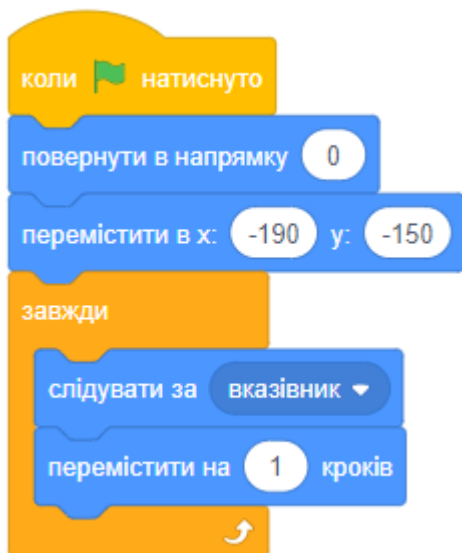 коли натиснуто
повернути в напрямку 0
перемістити в x: -190 y: -150
завжди
слідувати за вказівник
перемістити на 1 кроків